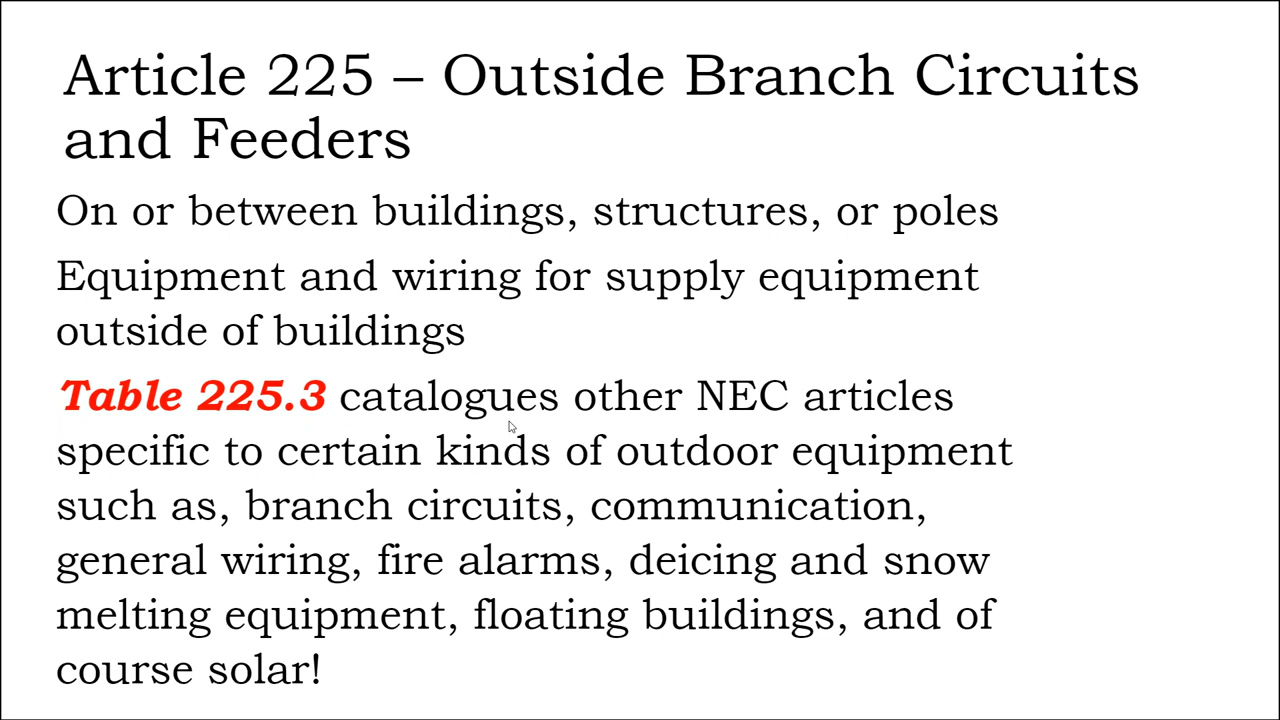 Article 225 – Outside Branch Circuits
and Feeders
On or between buildings, structures, or poles
Equipment and wiring for supply equipment
outside of buildings
Table 225.3 catalogues other NEC articles
specific to certain kinds of outdoor equipment
such as, branch circuits, communication,
general wiring, fire alarms, deicing and snow
melting equipment, floating buildings, and of
course solar!